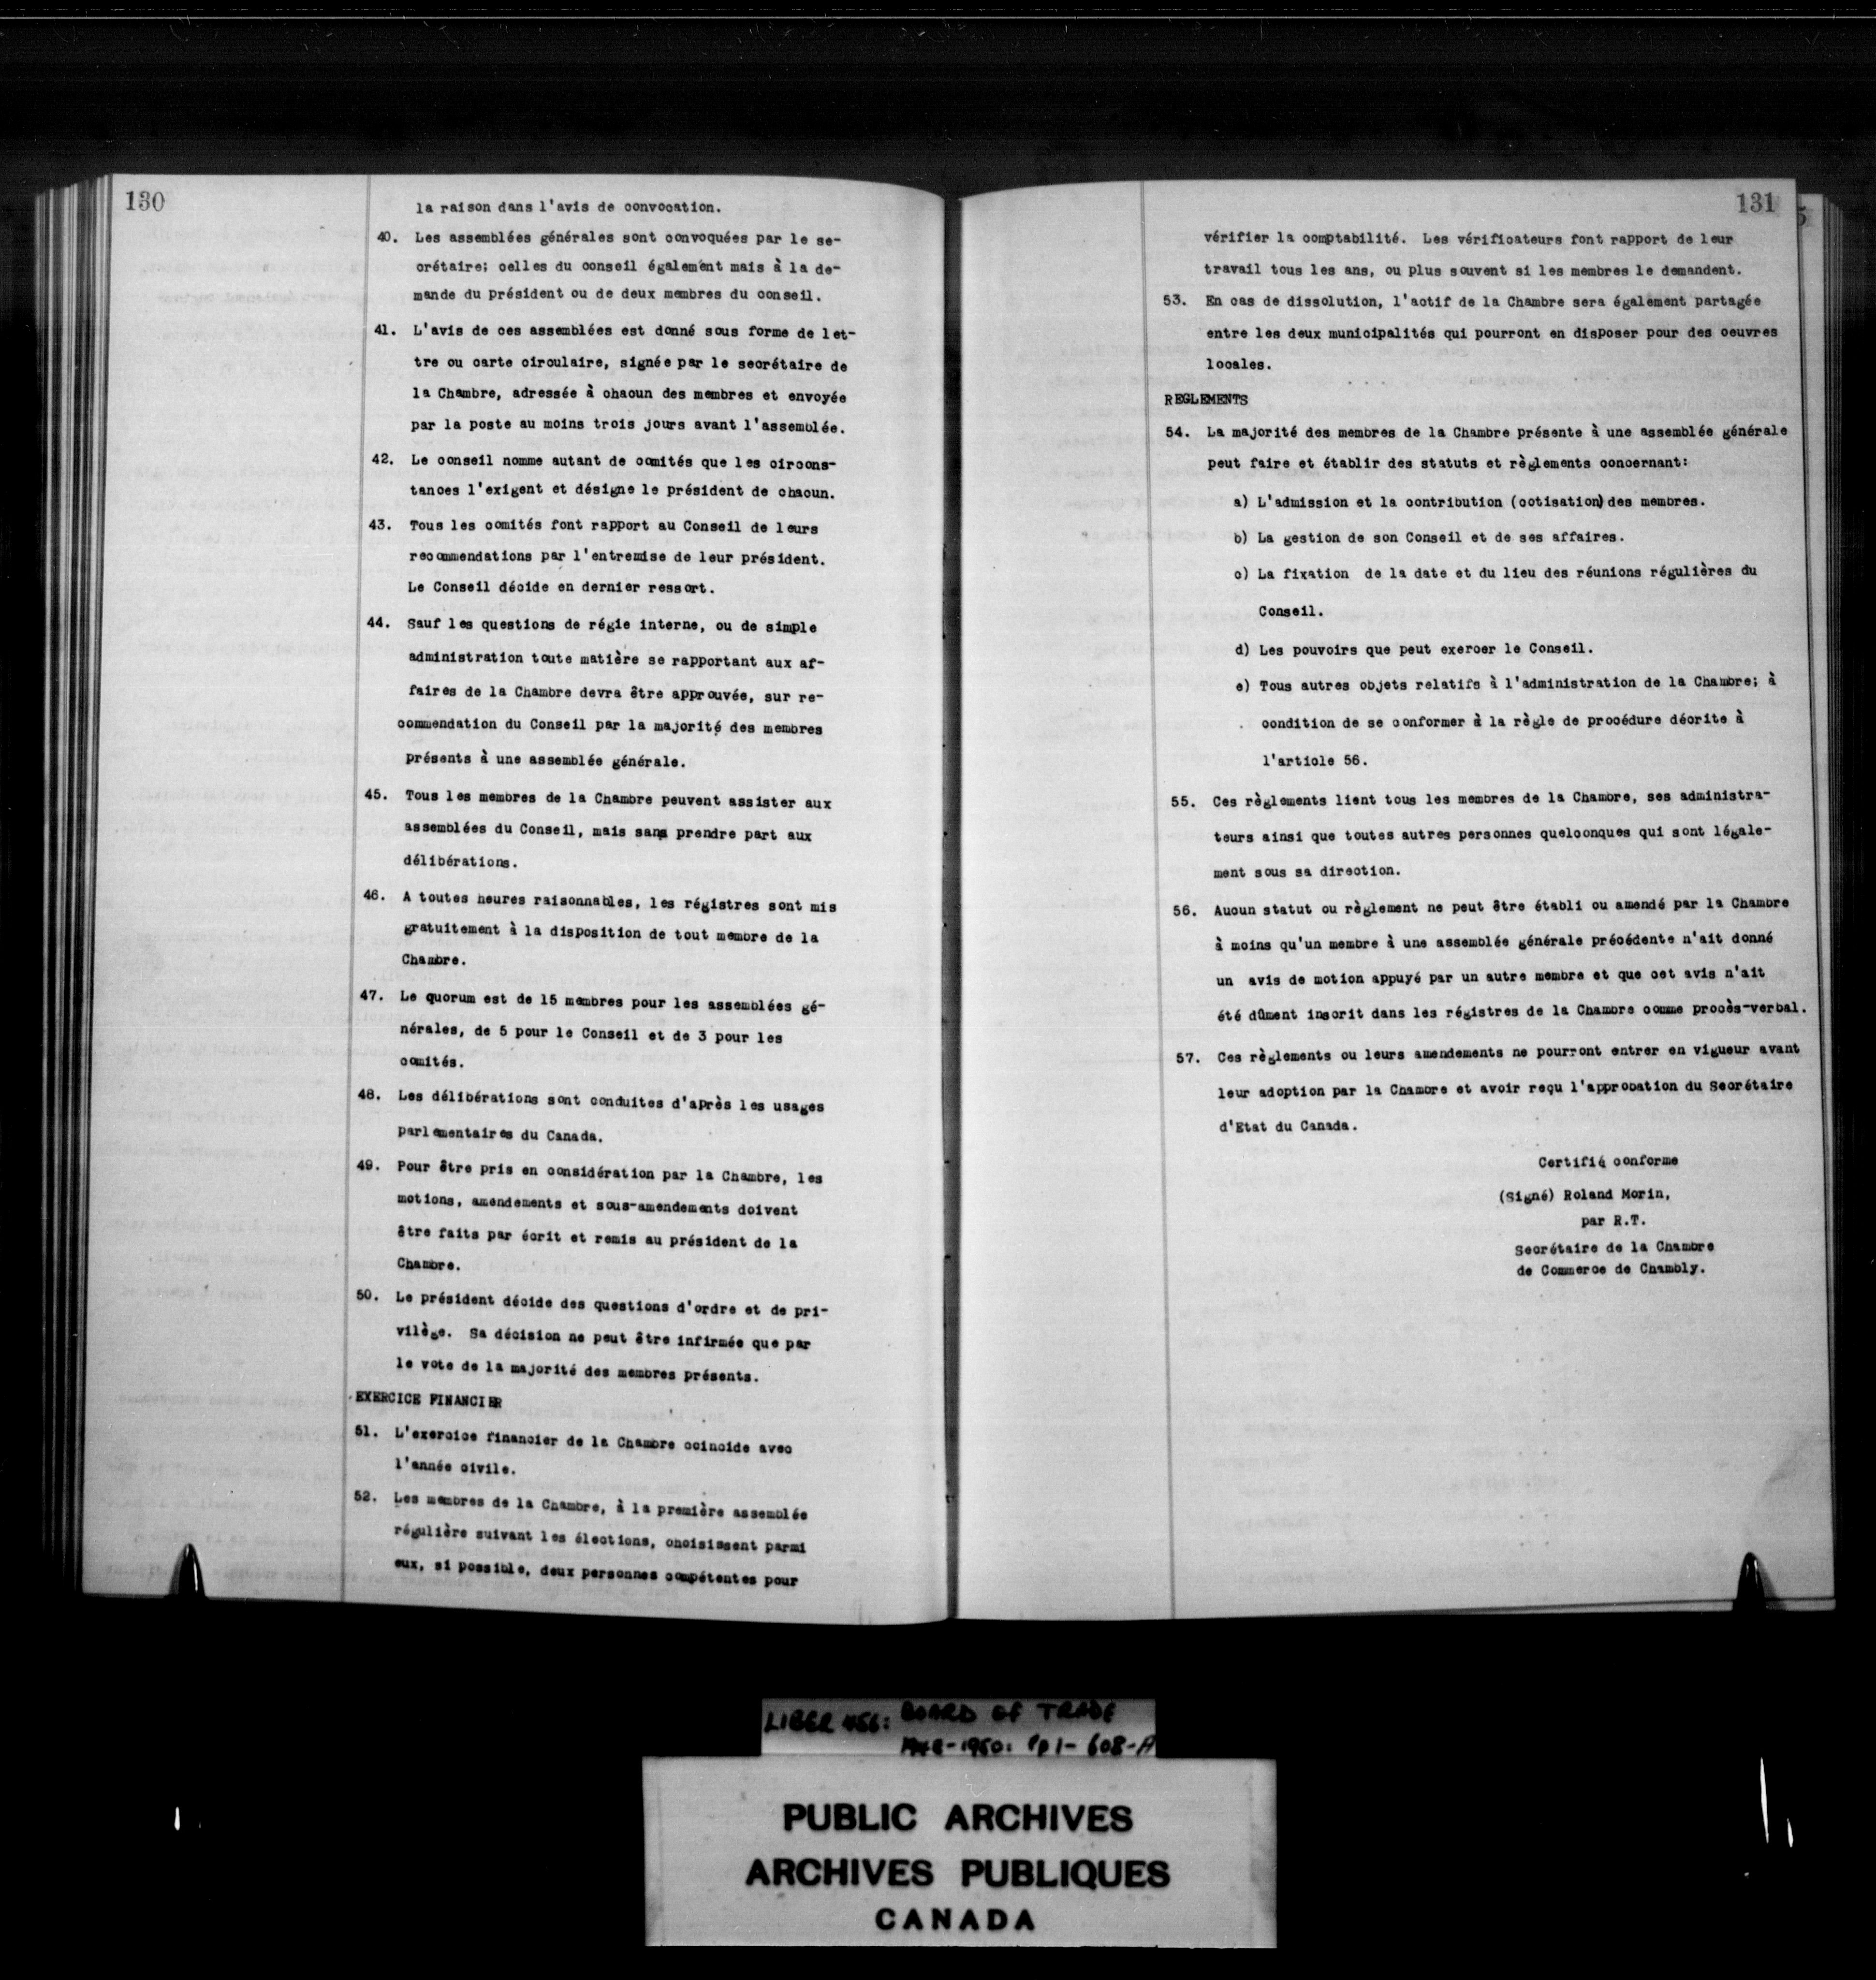 130
la raison dans l'avis de convocation.
40. Les assemblées générales sont convoquées par le se-
crétaire; celles du conseil également mais à la de-
mande du président ou de deux membres du conseil.
41. L'avis de ces assemblées est donné sous forme de let-
tre ou carte circulaire, signée par le secrétaire de
la Chambre, adressée à chacun des membres et envoyée
par la poste au moins trois jours avant l'assemblée.
42. Le conseil nomme autant de comités que les circons-
tances l'exigent et désigne le président de chacun.
43. Tous les comités font rapport au Conseil de leurs
recommendations par l'entremise de leur président.
Le Conseil décide en dernier ressort.
44. Sauf les questions de régie interne, ou de simple
administration toute matière se rapportant aux af-
faires de la Chambre devra être approuvée, sur re-
commendation du Conseil par la majorité des membres
présents à une assemblée générale.
45. Tous les membres de la Chambre peuvent assister aux
assemblées du Conseil, mais sans prendre part aux
délibérations.
46. A toutes heures raisonnables, les régistres sont mis
gratuitement à la disposition de tout membre de la
Chambre.
47. Le quorum est de 15 membres pour les assemblées gé-
nérales, de 5 pour le Conseil et de 3 pour les
comités.
48. Les délibérations sont conduites d'après les usages
parlementaires du Canada.
49. Pour être pris en considération par la Chambre, les
motions, amendements et sous-amendements doivent
être faits par écrit et remis au président de la
Chambre.
50. Le président décide des questions d'ordre et de pri-
vilège. Sa décision ne peut être infirmée que par
le vote de la majorité des membres présents.
EXERCICE FINANCIER
51. L'exercice financier de la Chambre coincide avec
l'année civile.
52. Les membres de la Chambre, à la première assemblée
régulière suivant les élections, choisissent parmi
eux, si possible, deux personnes compétentes pour
131
vérifier la comptabilité. Les vérificateurs font rapport de leur
travail tous les ans, ou plus souvent si les membres le demandent.
53. En cas de dissolution, l'actif de la Chambre sera également partagée
entre les deux municipalités qui pourront en disposer pour des oeuvres
locales.
REGLEMENTS
54. La majorité des membres de la Chambre présente à une assemblée générale
peut faire et établir des statuts et règlements concernant:
a) L'admission et la contribution (cotisation) des membres.
b) La gestion de son Conseil et de ses affaires.
c) La fixation de la date et du lieu des réunions régulières du
Conseil.
d) Les pouvoirs que peut exercer le Conseil.
e) Tous autres objets relatifs à l'administration de la Chambre; à
condition de se conformer à la règle de procédure décrite à
l'article 56.
55. Ces règlements lient tous les membres de la Chambre, ses administra-
teurs ainsi que toutes autres personnes quelconques qui sont légale-
ment sous sa direction.
56. Aucun statut ou règlement ne peut être établi ou amendé par la Chambre
à moins qu'un membre à une assemblée générale précédente n'ait donné
un avis de motion appuyé par un autre membre et que cet avis n'ait
été dûment inscrit dans les régistres de la Chambre comme procès-verbal.
57. Ces règlements ou leurs amendements ne pourront entrer en vigueur avant
leur adoption par la Chambre et avoir reçu l'approbation du Secrétaire
d'Etat du Canada.
Certifié conforme
(Signé) Roland Morin,
par R.T.
Secrétaire de la Chambre
de Commerce de Chambly.
LIBER 456: BOARD OF TRADE
1948-1950: Pp 1-608-A
PUBLIC ARCHIVES
ARCHIVES PUBLIQUES
CANADA